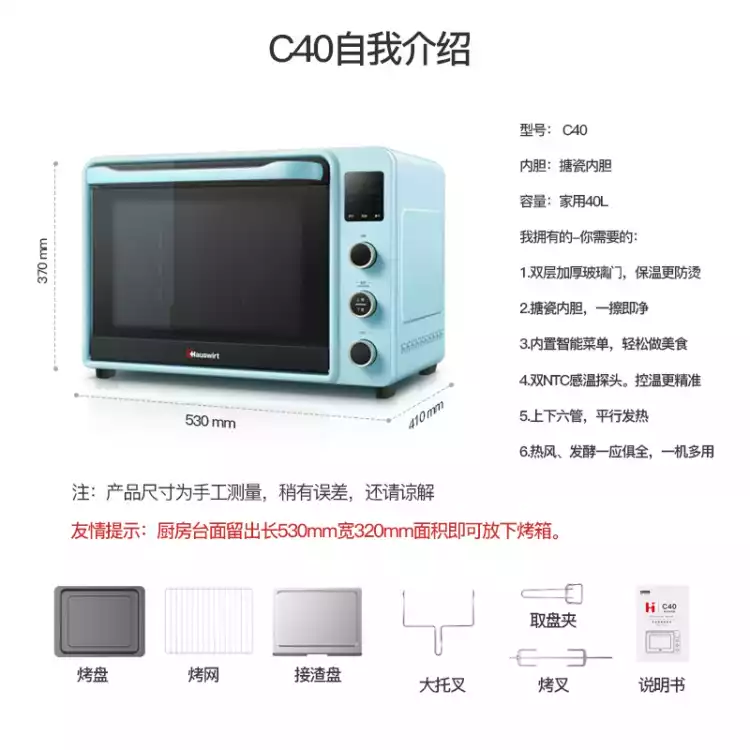 C40自我介绍
型号： C40
内胆：搪瓷内胆
容量：家用40L
我拥有的-你需要的：
1.双层加厚玻璃门，保温更防烫
2.搪瓷内胆，一擦即净
3.内置智能菜单，轻松做美食
4.双NTC感温探头。控温更精准
5.上下六管，平行发热
6.热风、发酵一应俱全，一机多用
370 mm
Hauswirt
530 mm
410 mm
注：产品尺寸为手工测量，稍有误差，还请谅解
友情提示：厨房台面留出长530mm宽320mm面积即可放下烤箱。
烤盘
烤网
接渣盘
大托叉
取盘夹
烤叉
C40
说明书